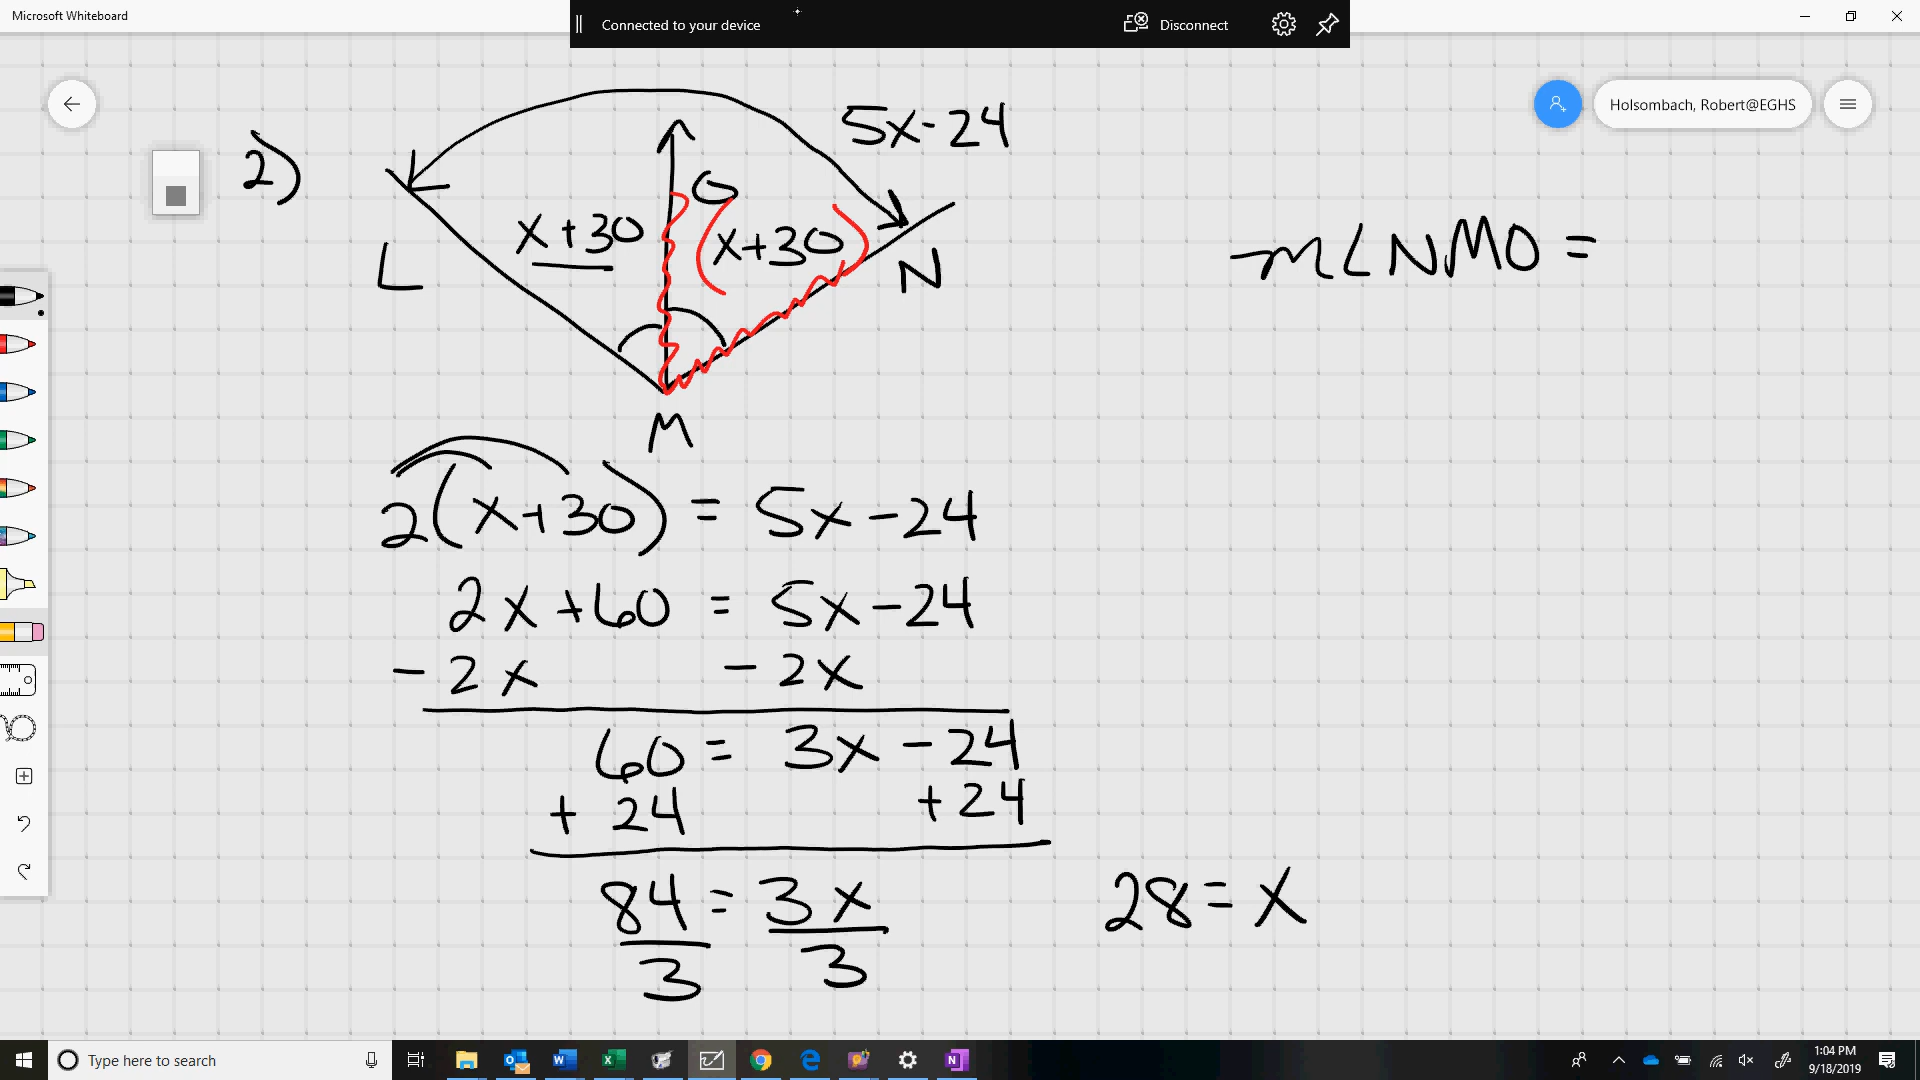 Microsoft Whiteboard
Connected to your device
Disconnect
Holsombach, Robert@EGHS
2)
5x-24
O
x+30
(x+30)
L
N
M
m∠NMO =
2(x+30) = 5x-24
2x+60 = 5x-24
-2x -2x
60 = 3x-24
+ 24 +24
84 = 3x
3 3
28 = x
Type here to search
1:04 PM
9/18/2019